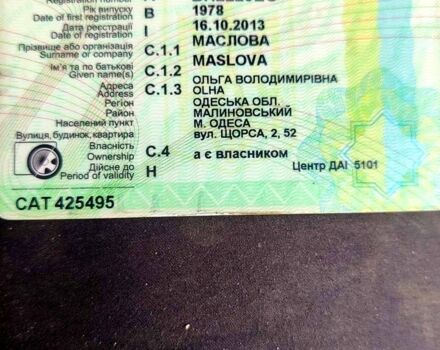 Registration number A
Рік випуску
Date of first registration B 1978
Дата реєстрації
Date of registration I 16.10.2013
Прізвище або організація C.1.1 МАСЛОВА
Surname or company MASLOVA
Ім'я та по батькові C.1.2
Given name(s) ОЛЬГА ВОЛОДИМИРІВНА
Адреса C.1.3 OLHA
Address
Регіон ОДЕСЬКА ОБЛ.
Район МАЛИНОВСЬКИЙ
Населений пункт М. ОДЕСА
Вулиця, будинок, квартира вул. ЩОРСА, 2, 52
Власність
Ownership C.4 а є власником
Дійсне до
Period of validity H Центр ДАІ 5101
САТ 425495